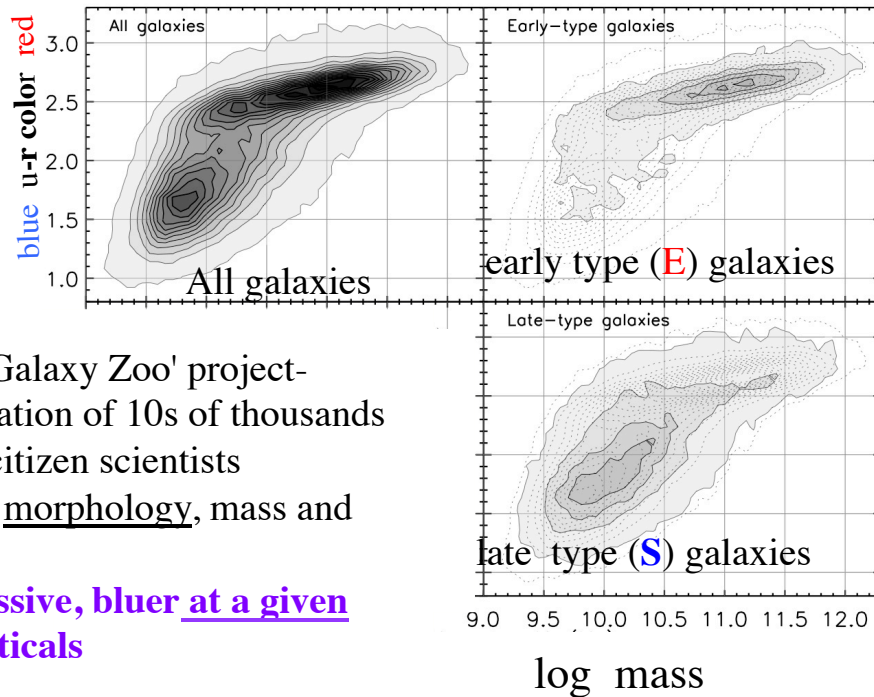 All galaxies
Early-type galaxies
blue u-r color red
3.0
2.5
2.0
1.5
1.0
All galaxies
early type (E) galaxies
Late-type galaxies
Galaxy Zoo' project-
ation of 10s of thousands
citizen scientists
morphology, mass and
late type (S) galaxies
ssive, bluer at a given
ticals
9.0 9.5 10.0 10.5 11.0 11.5 12.0
log mass